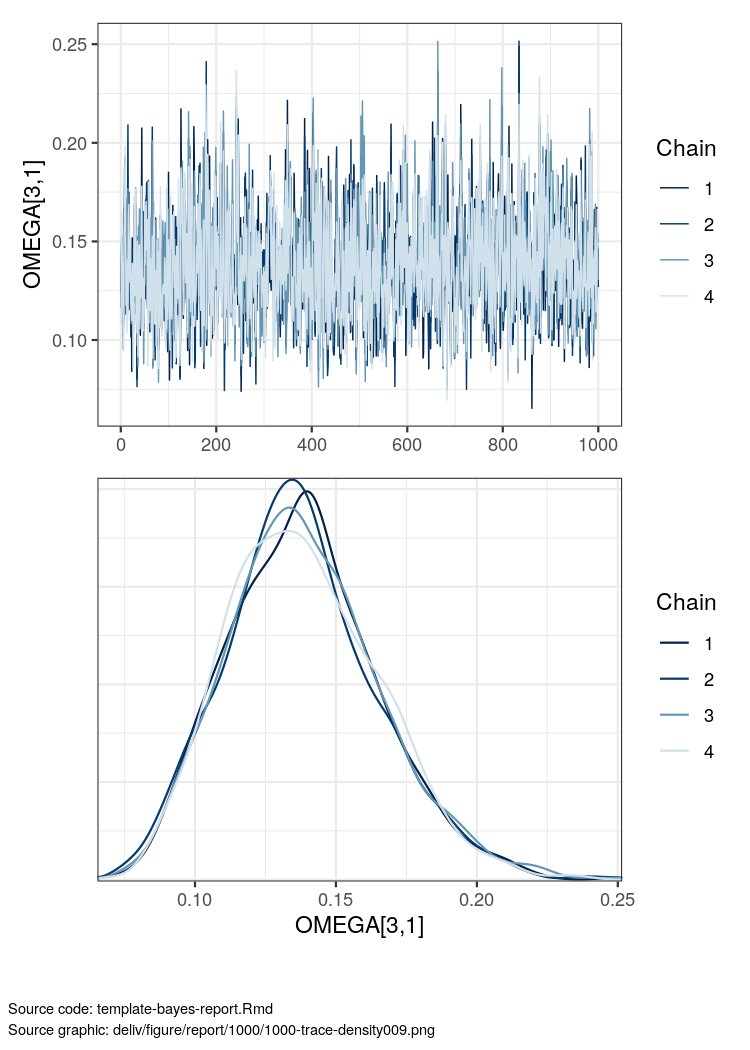 OMEGA[3,1]
0.25
0.20
0.15
0.10
0 200 400 600 800 1000
Chain
1
2
3
4
Chain
1
2
3
4
0.10 0.15 0.20 0.25
OMEGA[3,1]
Source code: template-bayes-report.Rmd
Source graphic: deliv/figure/report/1000/1000-trace-density009.png